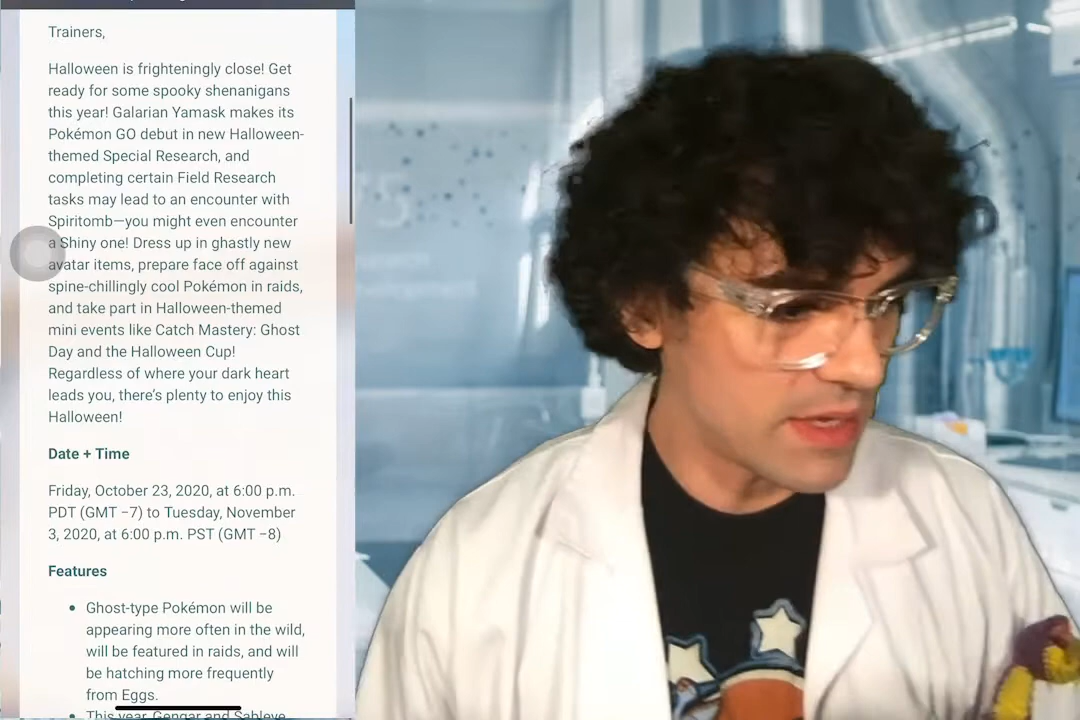 Trainers,
Halloween is frighteningly close! Get
ready for some spooky shenanigans
this year! Galarian Yamask makes its
Pokémon GO debut in new Halloween-
themed Special Research, and
completing certain Field Research
tasks may lead to an encounter with
Spiritomb—you might even encounter
a Shiny one! Dress up in ghastly new
avatar items, prepare face off against
spine-chillingly cool Pokémon in raids,
and take part in Halloween-themed
mini events like Catch Mastery: Ghost
Day and the Halloween Cup!
Regardless of where your dark heart
leads you, there's plenty to enjoy this
Halloween!
Date + Time
Friday, October 23, 2020, at 6:00 p.m.
PDT (GMT −7) to Tuesday, November
3, 2020, at 6:00 p.m. PST (GMT −8)
Features
• Ghost-type Pokémon will be
appearing more often in the wild,
will be featured in raids, and will
be hatching more frequently
from Eggs.
• This year, Gengar and Sableye